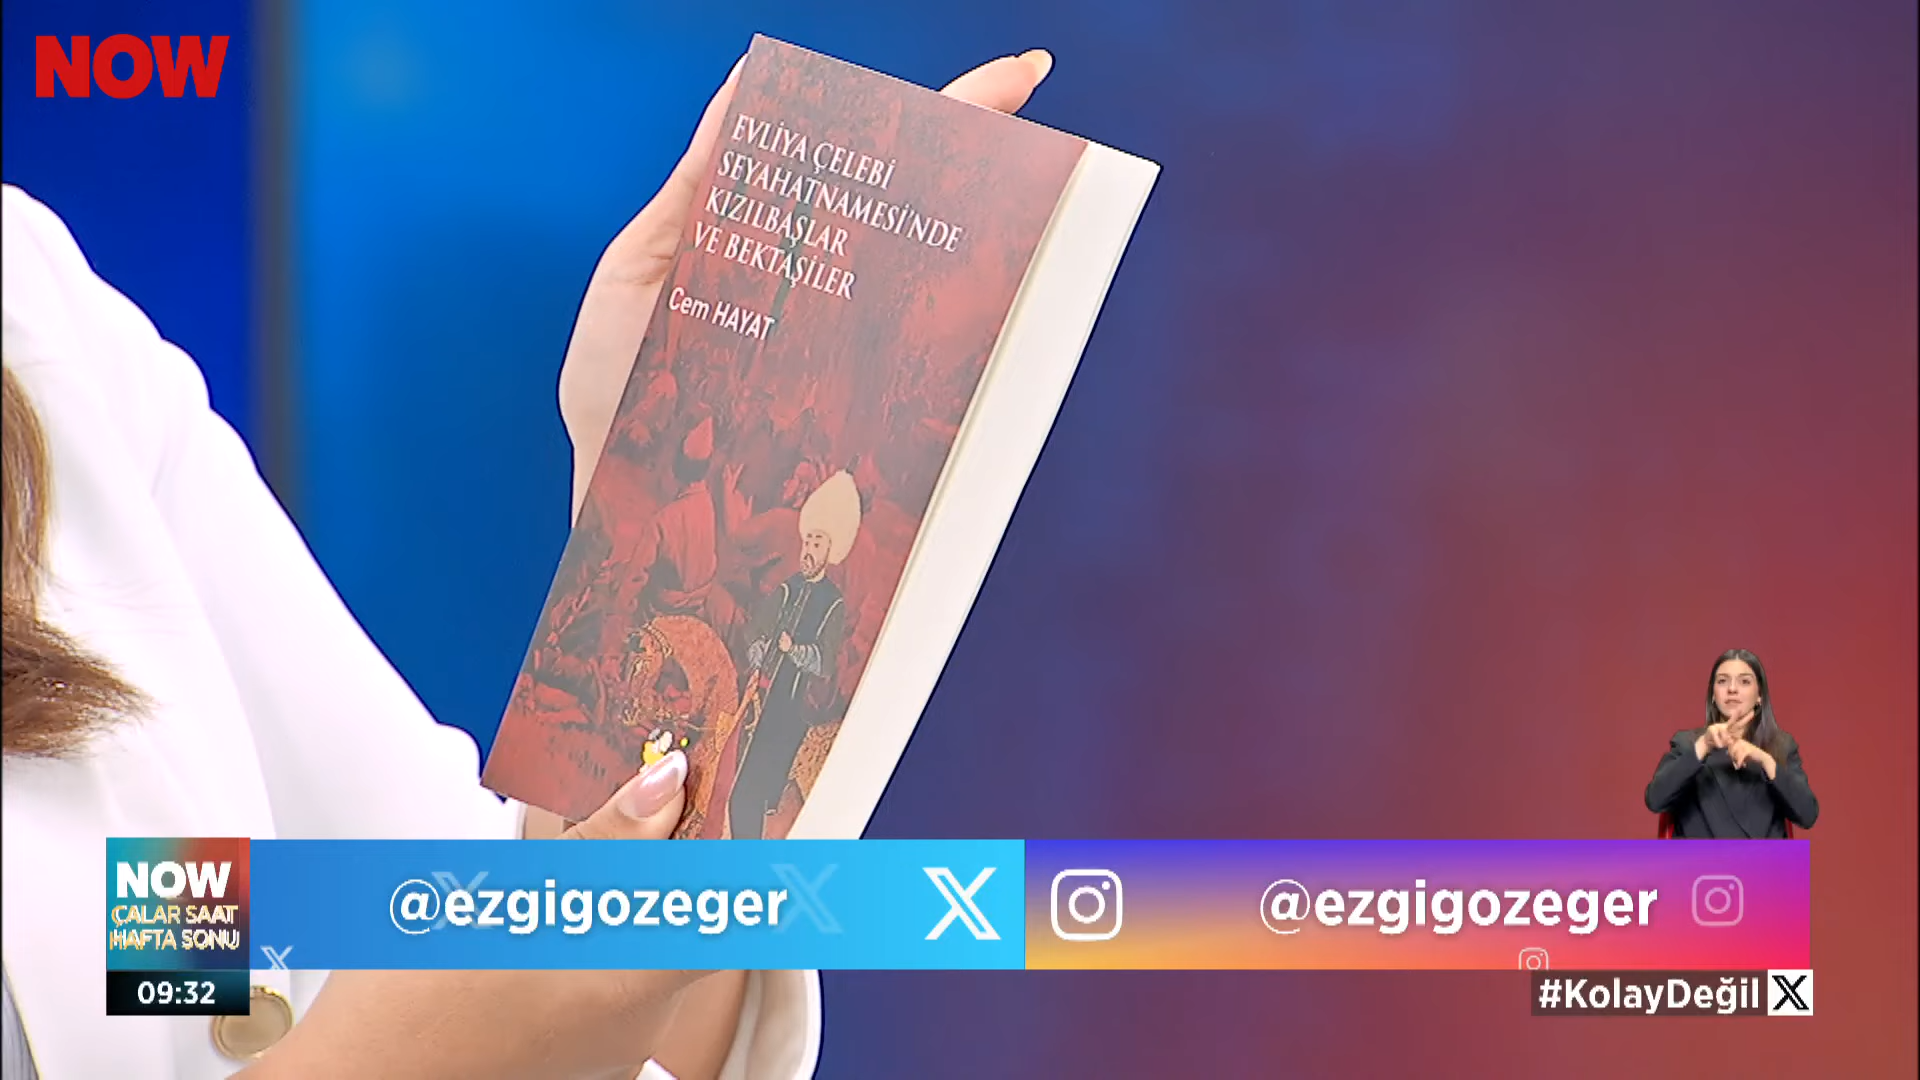 NOW
EVLİYA ÇELEBİ
SEYAHATNAMESİ'NDE
KIZILBAŞLAR
VE BEKTAŞİLER
Cem HAYAT
NOW
ÇALAR SAAT
HAFTA SONU
09:32
@ezgigozeger
@ezgigozeger
#KolayDeğil